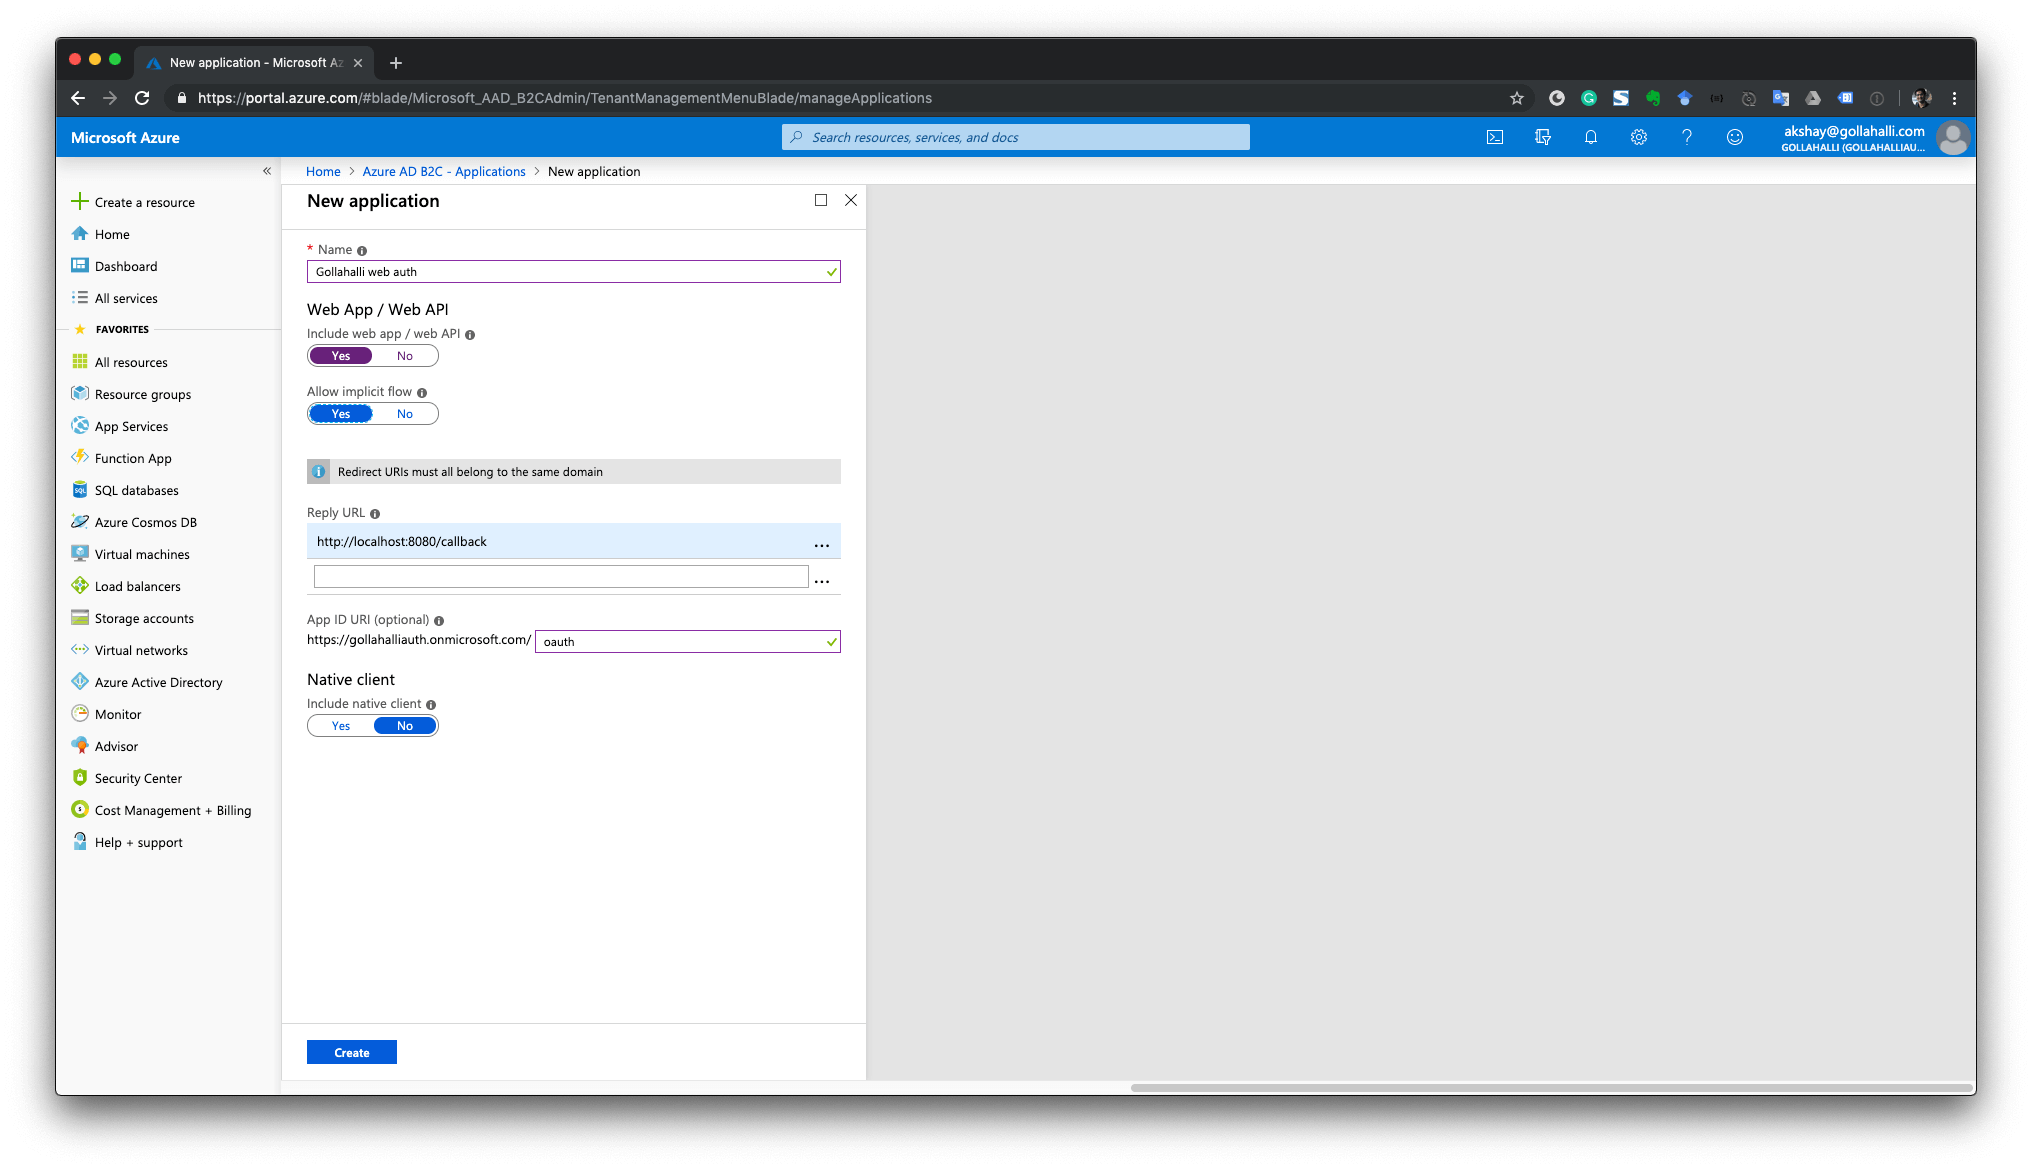 New application - Microsoft Az
https://portal.azure.com/#blade/Microsoft_AAD_B2CAdmin/TenantManagementMenuBlade/manageApplications
Microsoft Azure
Search resources, services, and docs
akshay@gollahalli.com
GOLLAHALLI (GOLLAHALLIAU...
Home > Azure AD B2C - Applications > New application
Create a resource
Home
Dashboard
All services
FAVORITES
All resources
Resource groups
App Services
Function App
SQL databases
Azure Cosmos DB
Virtual machines
Load balancers
Storage accounts
Virtual networks
Azure Active Directory
Monitor
Advisor
Security Center
Cost Management + Billing
Help + support
New application
* Name
Gollahalli web auth
Web App / Web API
Include web app / web API
Yes No
Allow implicit flow
Yes No
Redirect URIs must all belong to the same domain
Reply URL
http://localhost:8080/callback
...
...
App ID URI (optional)
https://gollahalliauth.onmicrosoft.com/ oauth
Native client
Include native client
Yes No
Create